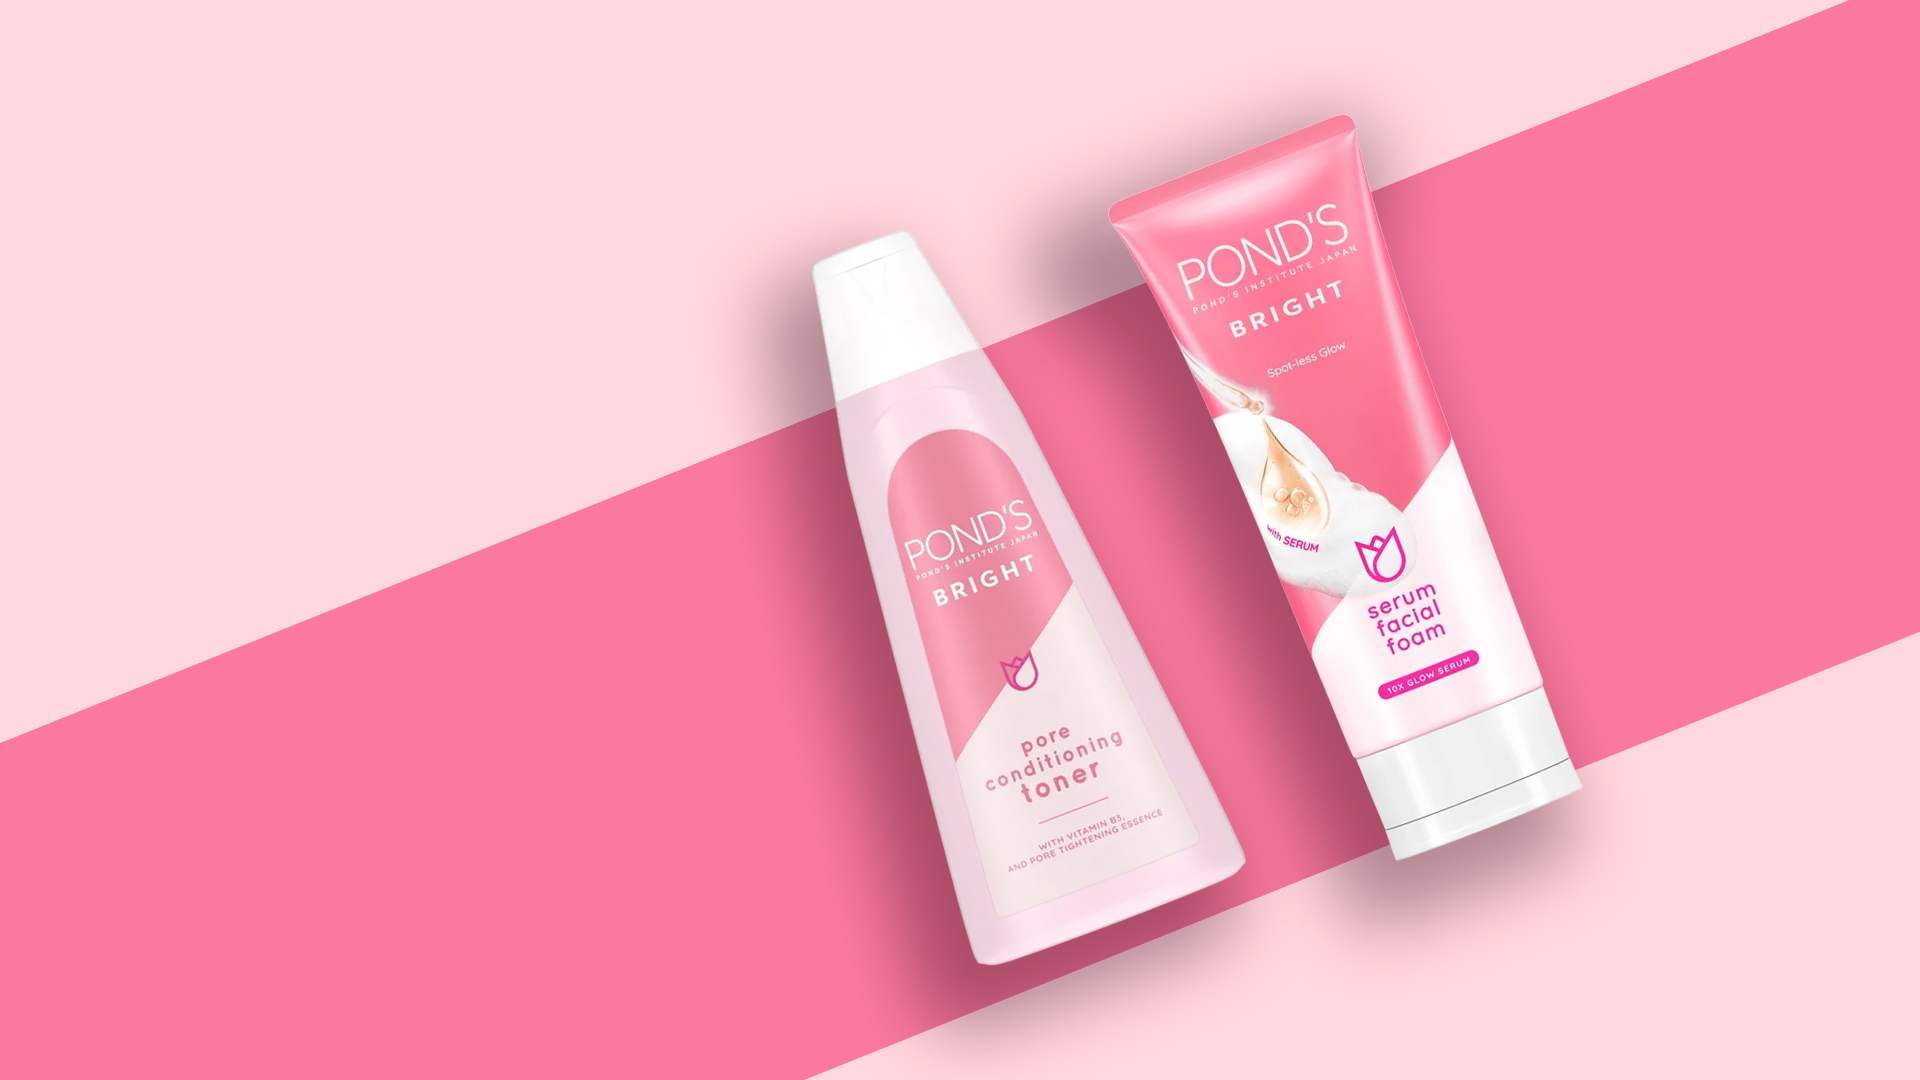 POND'S
POND'S INSTITUTE JAPAN
BRIGHT
pore
conditioning
toner
WITH VITAMIN B3,
AND PORE TIGHTENING ESSENCE
POND'S
POND'S INSTITUTE JAPAN
BRIGHT
Spot-less Glow
with SERUM
serum
facial
foam
10X GLOW SERUM